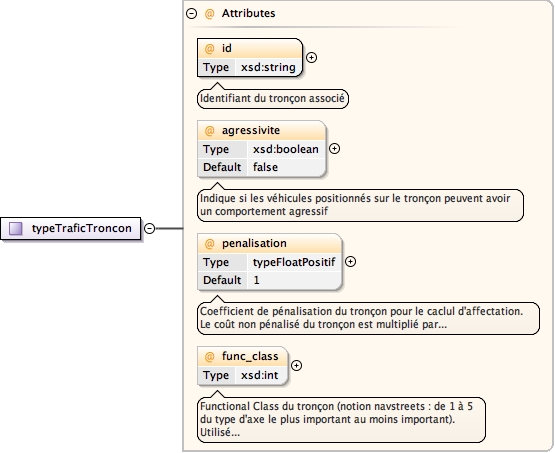 @ Attributes
@ id
Type xsd:string
Identifiant du tronçon associé
@ agressivite
Type xsd:boolean
Default false
Indique si les véhicules positionnés sur le tronçon peuvent avoir
un comportement agressif
typeTraficTroncon
@ penalisation
Type typeFloatPositif
Default 1
Coefficient de pénalisation du tronçon pour le caclul d'affectation.
Le coût non pénalisé du tronçon est multiplié par...
@ func_class
Type xsd:int
Functional Class du tronçon (notion navstreets : de 1 à 5
du type d'axe le plus important au moins important).
Utilisé...